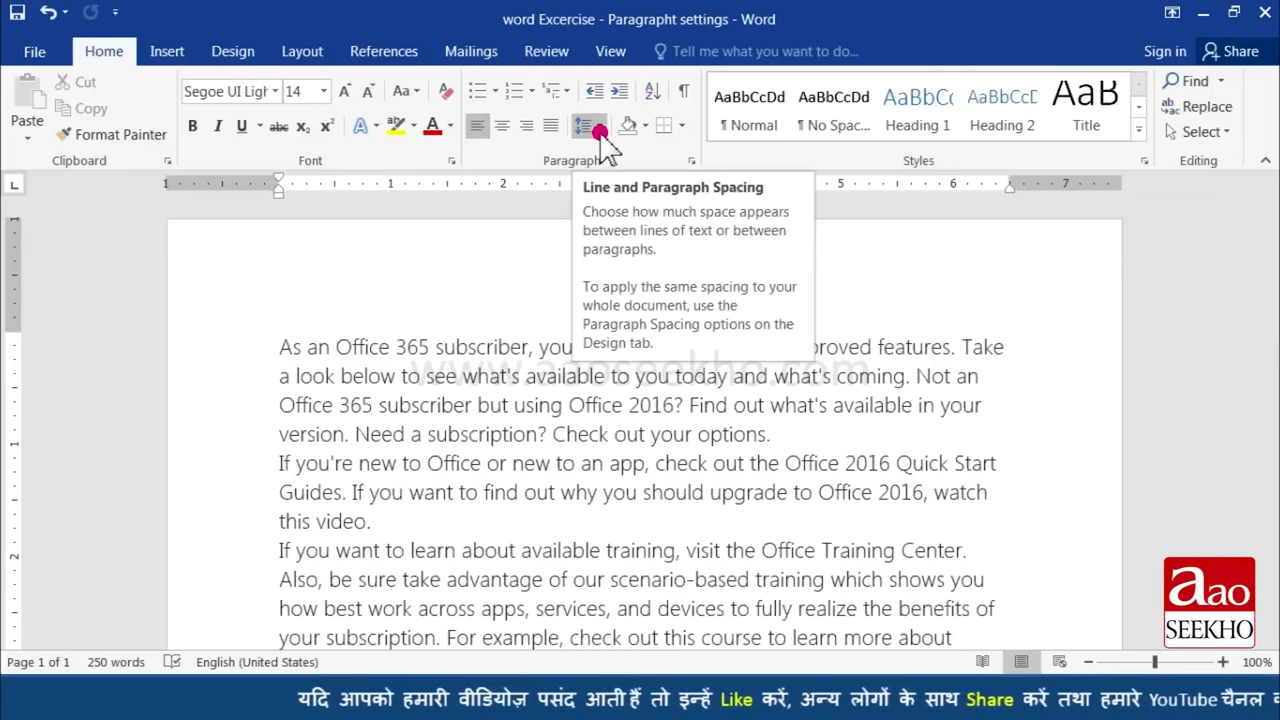 word Excercise - Paragrapht settings - Word
File Home Insert Design Layout References Mailings Review View Tell me what you want to do... Sign in Share
Paste
Cut
Copy
Format Painter
Clipboard
Segoe UI Ligh 14
Font
Paragraph
AaBbCcDd AaBbCcDd AaBbC AaBbCcD AaB
¶ Normal ¶ No Spac... Heading 1 Heading 2 Title
Styles
Find
Replace
Select
Editing
1 1 2 5 6 7
Line and Paragraph Spacing
Choose how much space appears
between lines of text or between
paragraphs.
To apply the same spacing to your
whole document, use the
Paragraph Spacing options on the
Design tab.
As an Office 365 subscriber, you proved features. Take
a look below to see what's available to you today and what's coming. Not an
Office 365 subscriber but using Office 2016? Find out what's available in your
version. Need a subscription? Check out your options.
If you're new to Office or new to an app, check out the Office 2016 Quick Start
Guides. If you want to find out why you should upgrade to Office 2016, watch
this video.
If you want to learn about available training, visit the Office Training Center.
Also, be sure take advantage of our scenario-based training which shows you
how best work across apps, services, and devices to fully realize the benefits of
your subscription. For example, check out this course to learn more about
www.aaoseekho.com
aao
SEEKHO
Page 1 of 1 250 words English (United States) 100%
यदि आपको हमारी वीडियोज़ पसंद आती हैं तो इन्हें Like करें, अन्य लोगों के साथ Share करें तथा हमारे YouTube चैनल